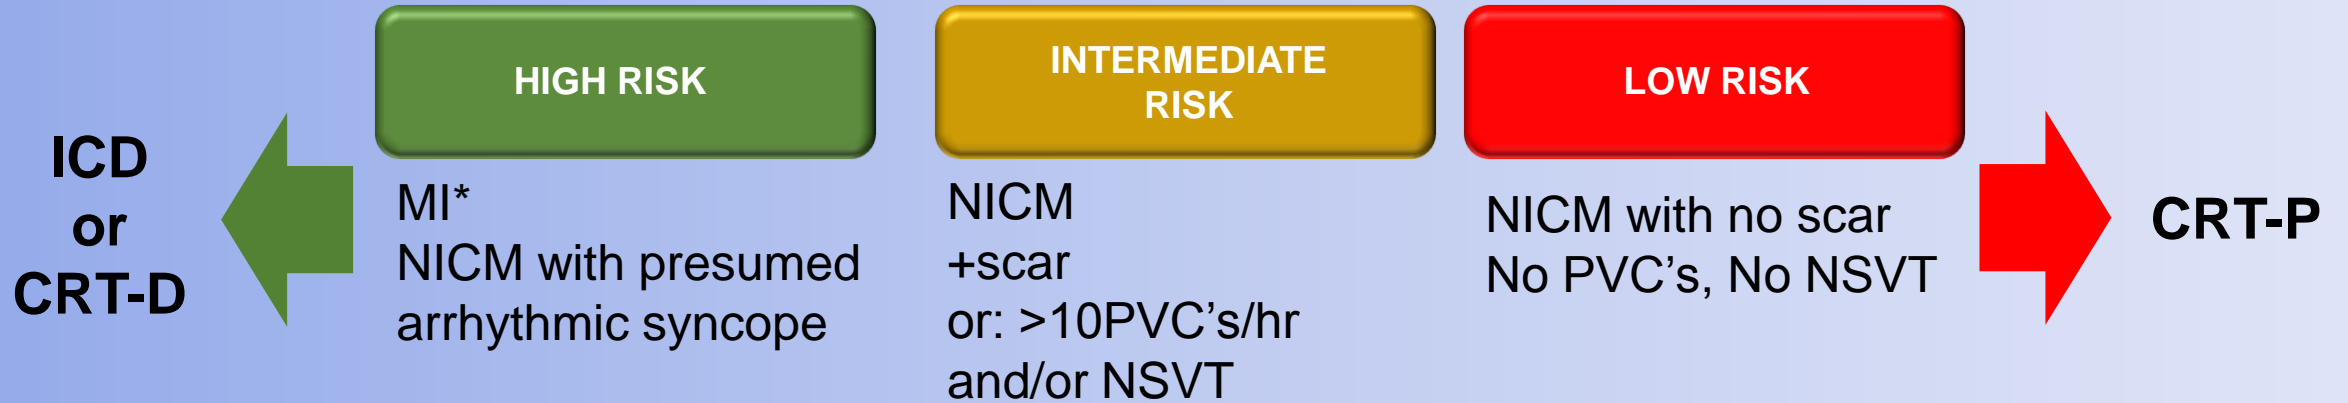 ICD
or
CRT-D
HIGH RISK
MI*
NICM with presumed
arrhythmic syncope
INTERMEDIATE
RISK
NICM
+scar
or: >10PVC’s/hr
and/or NSVT
LOW RISK
NICM with no scar
No PVC’s, No NSVT
CRT-P